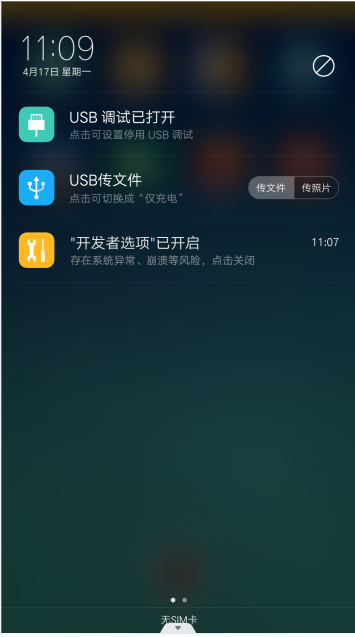 11:09
4月17日 星期一
USB 调试已打开
点击可设置停用 USB 调试
USB传文件
点击可切换成“仅充电”
传文件 传照片
"开发者选项"已开启
11:07
存在系统异常、崩溃等风险，点击关闭
无SIM卡